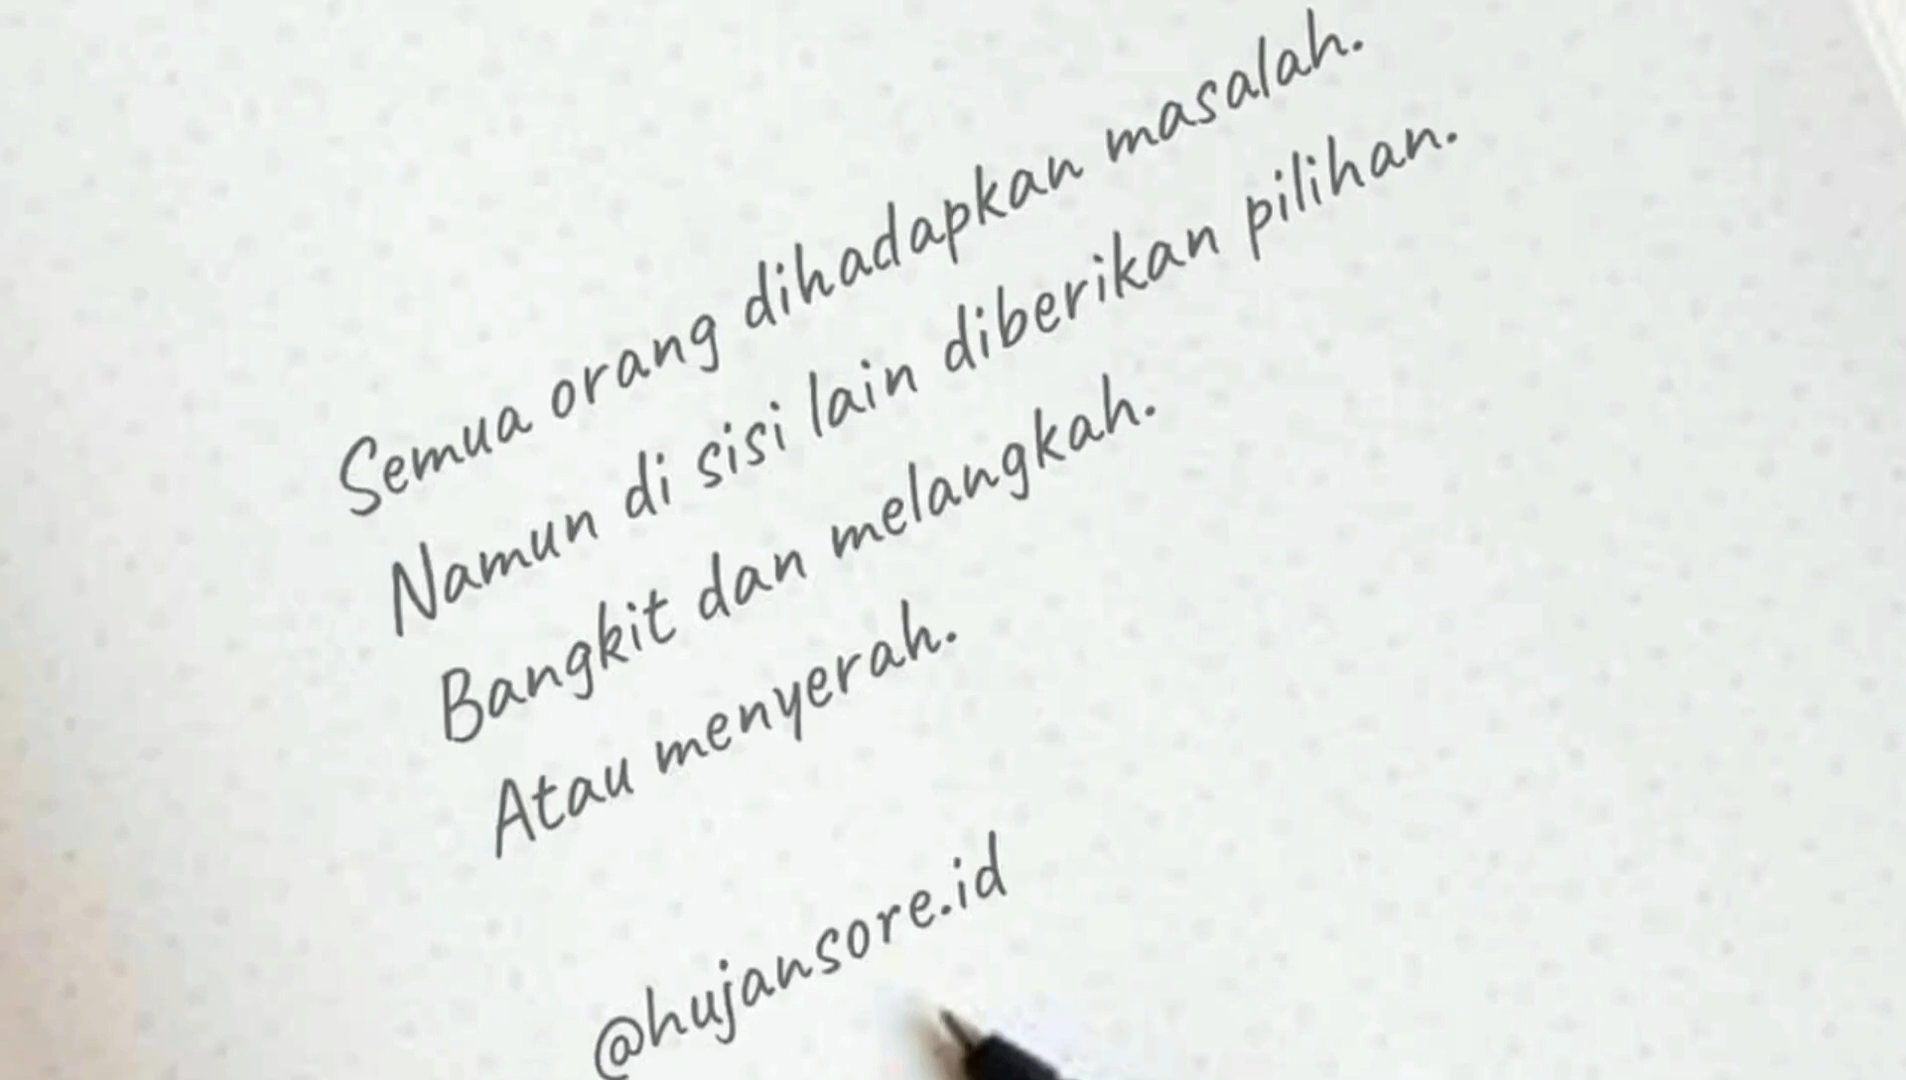 Semua orang dihadapkan masalah.
Namun di sisi lain diberikan pilihan.
Bangkit dan melangkah.
Atau menyerah.
@hujansore.id